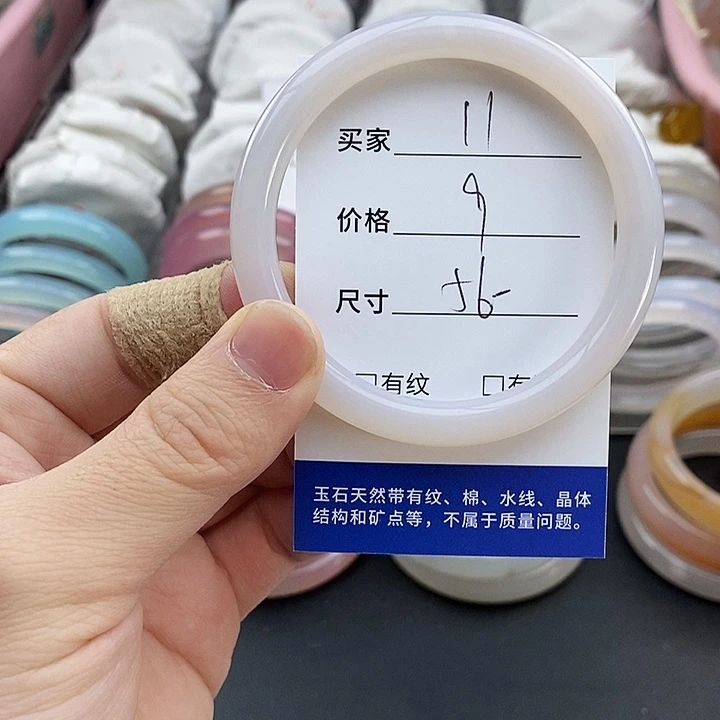 买家 11
价格 9
尺寸 56
□有纹 □有
玉石天然带有纹、棉、水线、晶体
结构和矿点等，不属于质量问题。